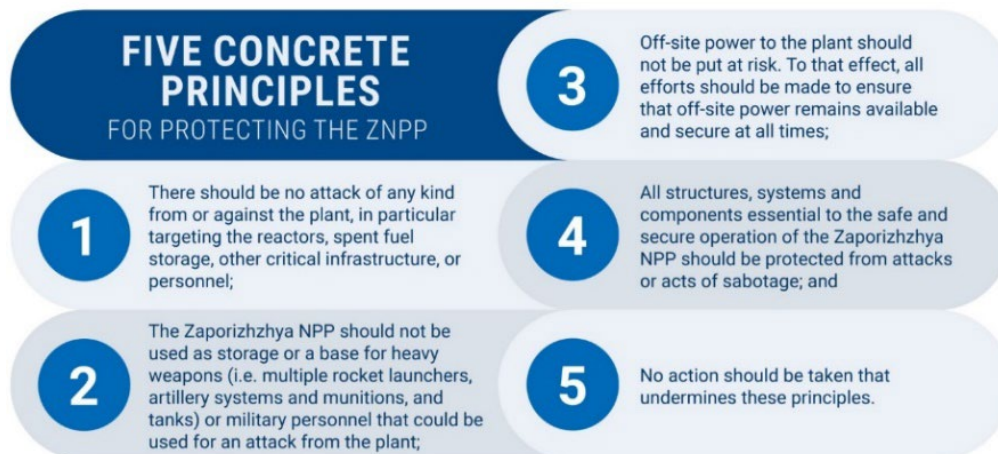 FIVE CONCRETE
PRINCIPLES
FOR PROTECTING THE ZNPP
1
There should be no attack of any kind
from or against the plant, in particular
targeting the reactors, spent fuel
storage, other critical infrastructure, or
personnel;
2
The Zaporizhzhya NPP should not be
used as storage or a base for heavy
weapons (i.e. multiple rocket launchers,
artillery systems and munitions, and
tanks) or military personnel that could be
used for an attack from the plant;
3
Off-site power to the plant should
not be put at risk. To that effect, all
efforts should be made to ensure
that off-site power remains available
and secure at all times;
4
All structures, systems and
components essential to the safe and
secure operation of the Zaporizhzhya
NPP should be protected from attacks
or acts of sabotage; and
5
No action should be taken that
undermines these principles.